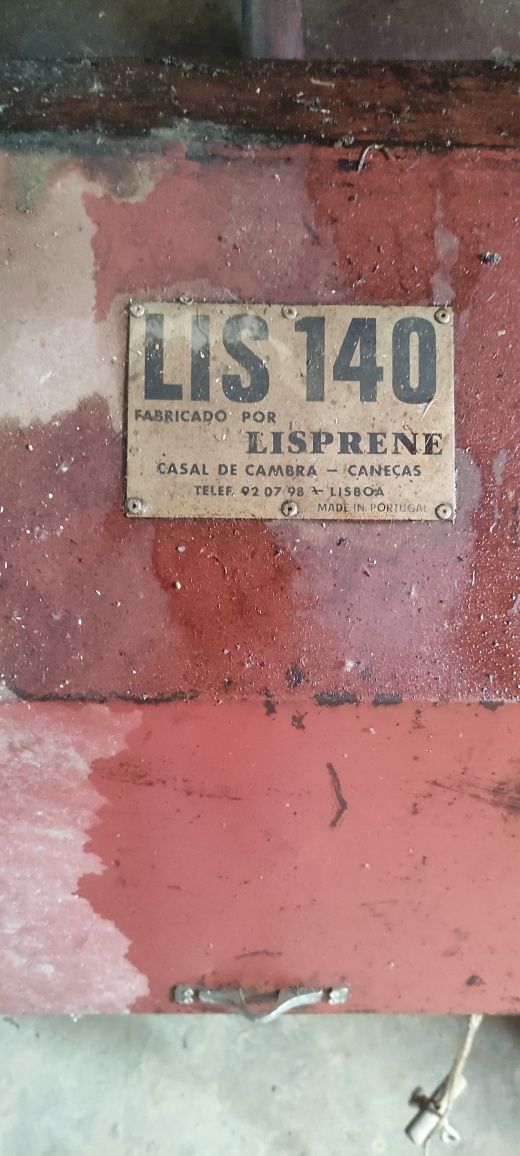 LIS 140
FABRICADO POR
LISPRENE
CASAL DE CAMBRA — CANEÇAS
TELEF. 92 07 98 — LISBOA
MADE IN PORTUGAL